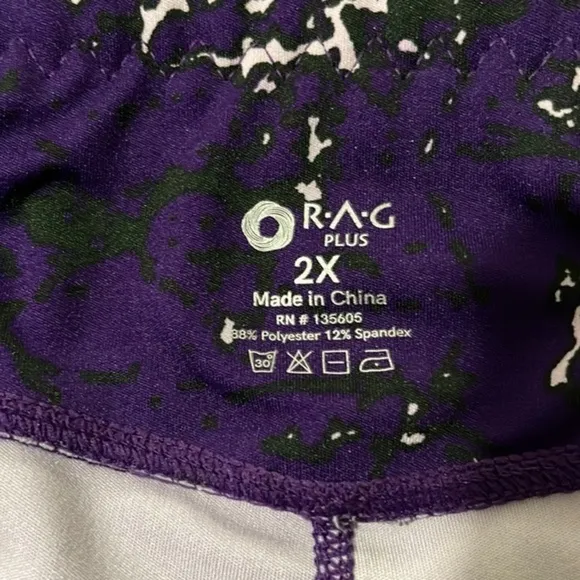 R·A·G
PLUS
2X
Made in China
RN # 135605
88% Polyester 12% Spandex
30°